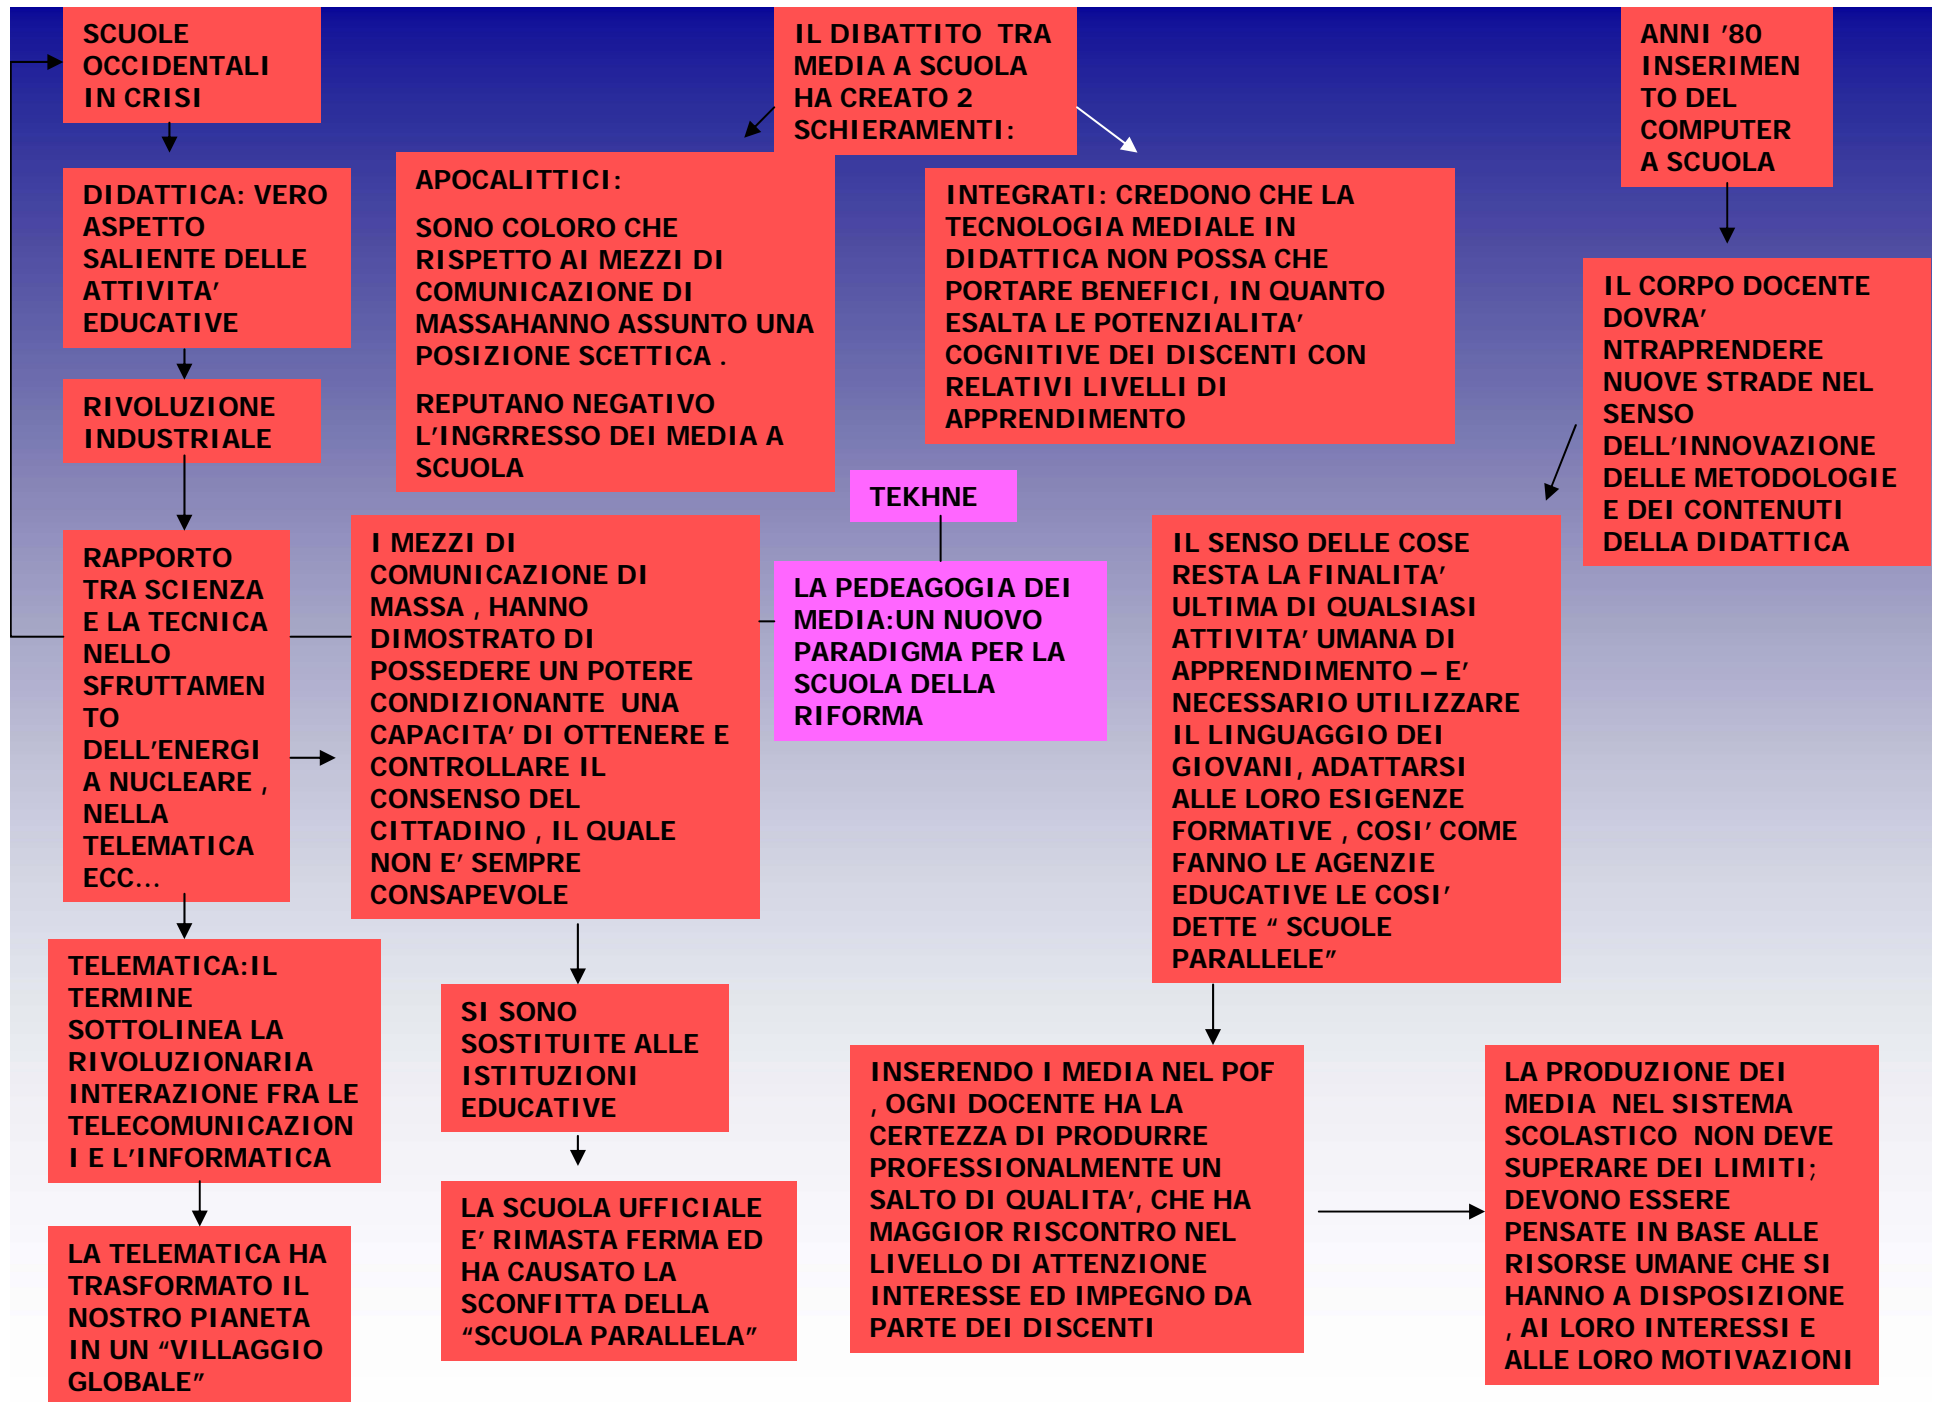 SCUOLE
OCCIDENTALI
IN CRISI
DIDATTICA: VERO
ASPETTO
SALIENTE DELLE
ATTIVITA'
EDUCATIVE
RIVOLUZIONE
INDUSTRIALE
RAPPORTO
TRA SCIENZA
E LA TECNICA
NELLO
SFRUTTAMEN
TO
DELL'ENERGI
A NUCLEARE ,
NELLA
TELEMATICA
ECC...
TELEMATICA:IL
TERMINE
SOTTOLINEA LA
RIVOLUZIONARIA
INTERAZIONE FRA LE
TELECOMUNICAZION
I E L'INFORMATICA
LA TELEMATICA HA
TRASFORMATO IL
NOSTRO PIANETA
IN UN “VILLAGGIO
GLOBALE”
IL DIBATTITO TRA
MEDIA A SCUOLA
HA CREATO 2
SCHIERAMENTI:
APOCALITTICI:
SONO COLORO CHE
RISPETTO AI MEZZI DI
COMUNICAZIONE DI
MASSAHANNO ASSUNTO UNA
POSIZIONE SCETTICA .
REPUTANO NEGATIVO
L'INGRRESSO DEI MEDIA A
SCUOLA
INTEGRATI: CREDONO CHE LA
TECNOLOGIA MEDIALE IN
DIDATTICA NON POSSA CHE
PORTARE BENEFICI, IN QUANTO
ESALTA LE POTENZIALITA'
COGNITIVE DEI DISCENTI CON
RELATIVI LIVELLI DI
APPRENDIMENTO
TEKHNE
LA PEDEAGOGIA DEI
MEDIA:UN NUOVO
PARADIGMA PER LA
SCUOLA DELLA
RIFORMA
I MEZZI DI
COMUNICAZIONE DI
MASSA , HANNO
DIMOSTRATO DI
POSSEDERE UN POTERE
CONDIZIONANTE UNA
CAPACITA' DI OTTENERE E
CONTROLLARE IL
CONSENSO DEL
CITTADINO , IL QUALE
NON E' SEMPRE
CONSAPEVOLE
SI SONO
SOSTITUITE ALLE
ISTITUZIONI
EDUCATIVE
LA SCUOLA UFFICIALE
E' RIMASTA FERMA ED
HA CAUSATO LA
SCONFITTA DELLA
“SCUOLA PARALLELA”
ANNI '80
INSERIMEN
TO DEL
COMPUTER
A SCUOLA
IL CORPO DOCENTE
DOVRA'
NTRAPRENDERE
NUOVE STRADE NEL
SENSO
DELL'INNOVAZIONE
DELLE METODOLOGIE
E DEI CONTENUTI
DELLA DIDATTICA
IL SENSO DELLE COSE
RESTA LA FINALITA'
ULTIMA DI QUALSIASI
ATTIVITA' UMANA DI
APPRENDIMENTO – E'
NECESSARIO UTILIZZARE
IL LINGUAGGIO DEI
GIOVANI, ADATTARSI
ALLE LORO ESIGENZE
FORMATIVE , COSI' COME
FANNO LE AGENZIE
EDUCATIVE LE COSI'
DETTE “ SCUOLE
PARALLELE”
INSERENDO I MEDIA NEL POF
, OGNI DOCENTE HA LA
CERTEZZA DI PRODURRE
PROFESSIONALMENTE UN
SALTO DI QUALITA', CHE HA
MAGGIOR RISCONTRO NEL
LIVELLO DI ATTENZIONE
INTERESSE ED IMPEGNO DA
PARTE DEI DISCENTI
LA PRODUZIONE DEI
MEDIA NEL SISTEMA
SCOLASTICO NON DEVE
SUPERARE DEI LIMITI;
DEVONO ESSERE
PENSATE IN BASE ALLE
RISORSE UMANE CHE SI
HANNO A DISPOSIZIONE
, AI LORO INTERESSI E
ALLE LORO MOTIVAZIONI